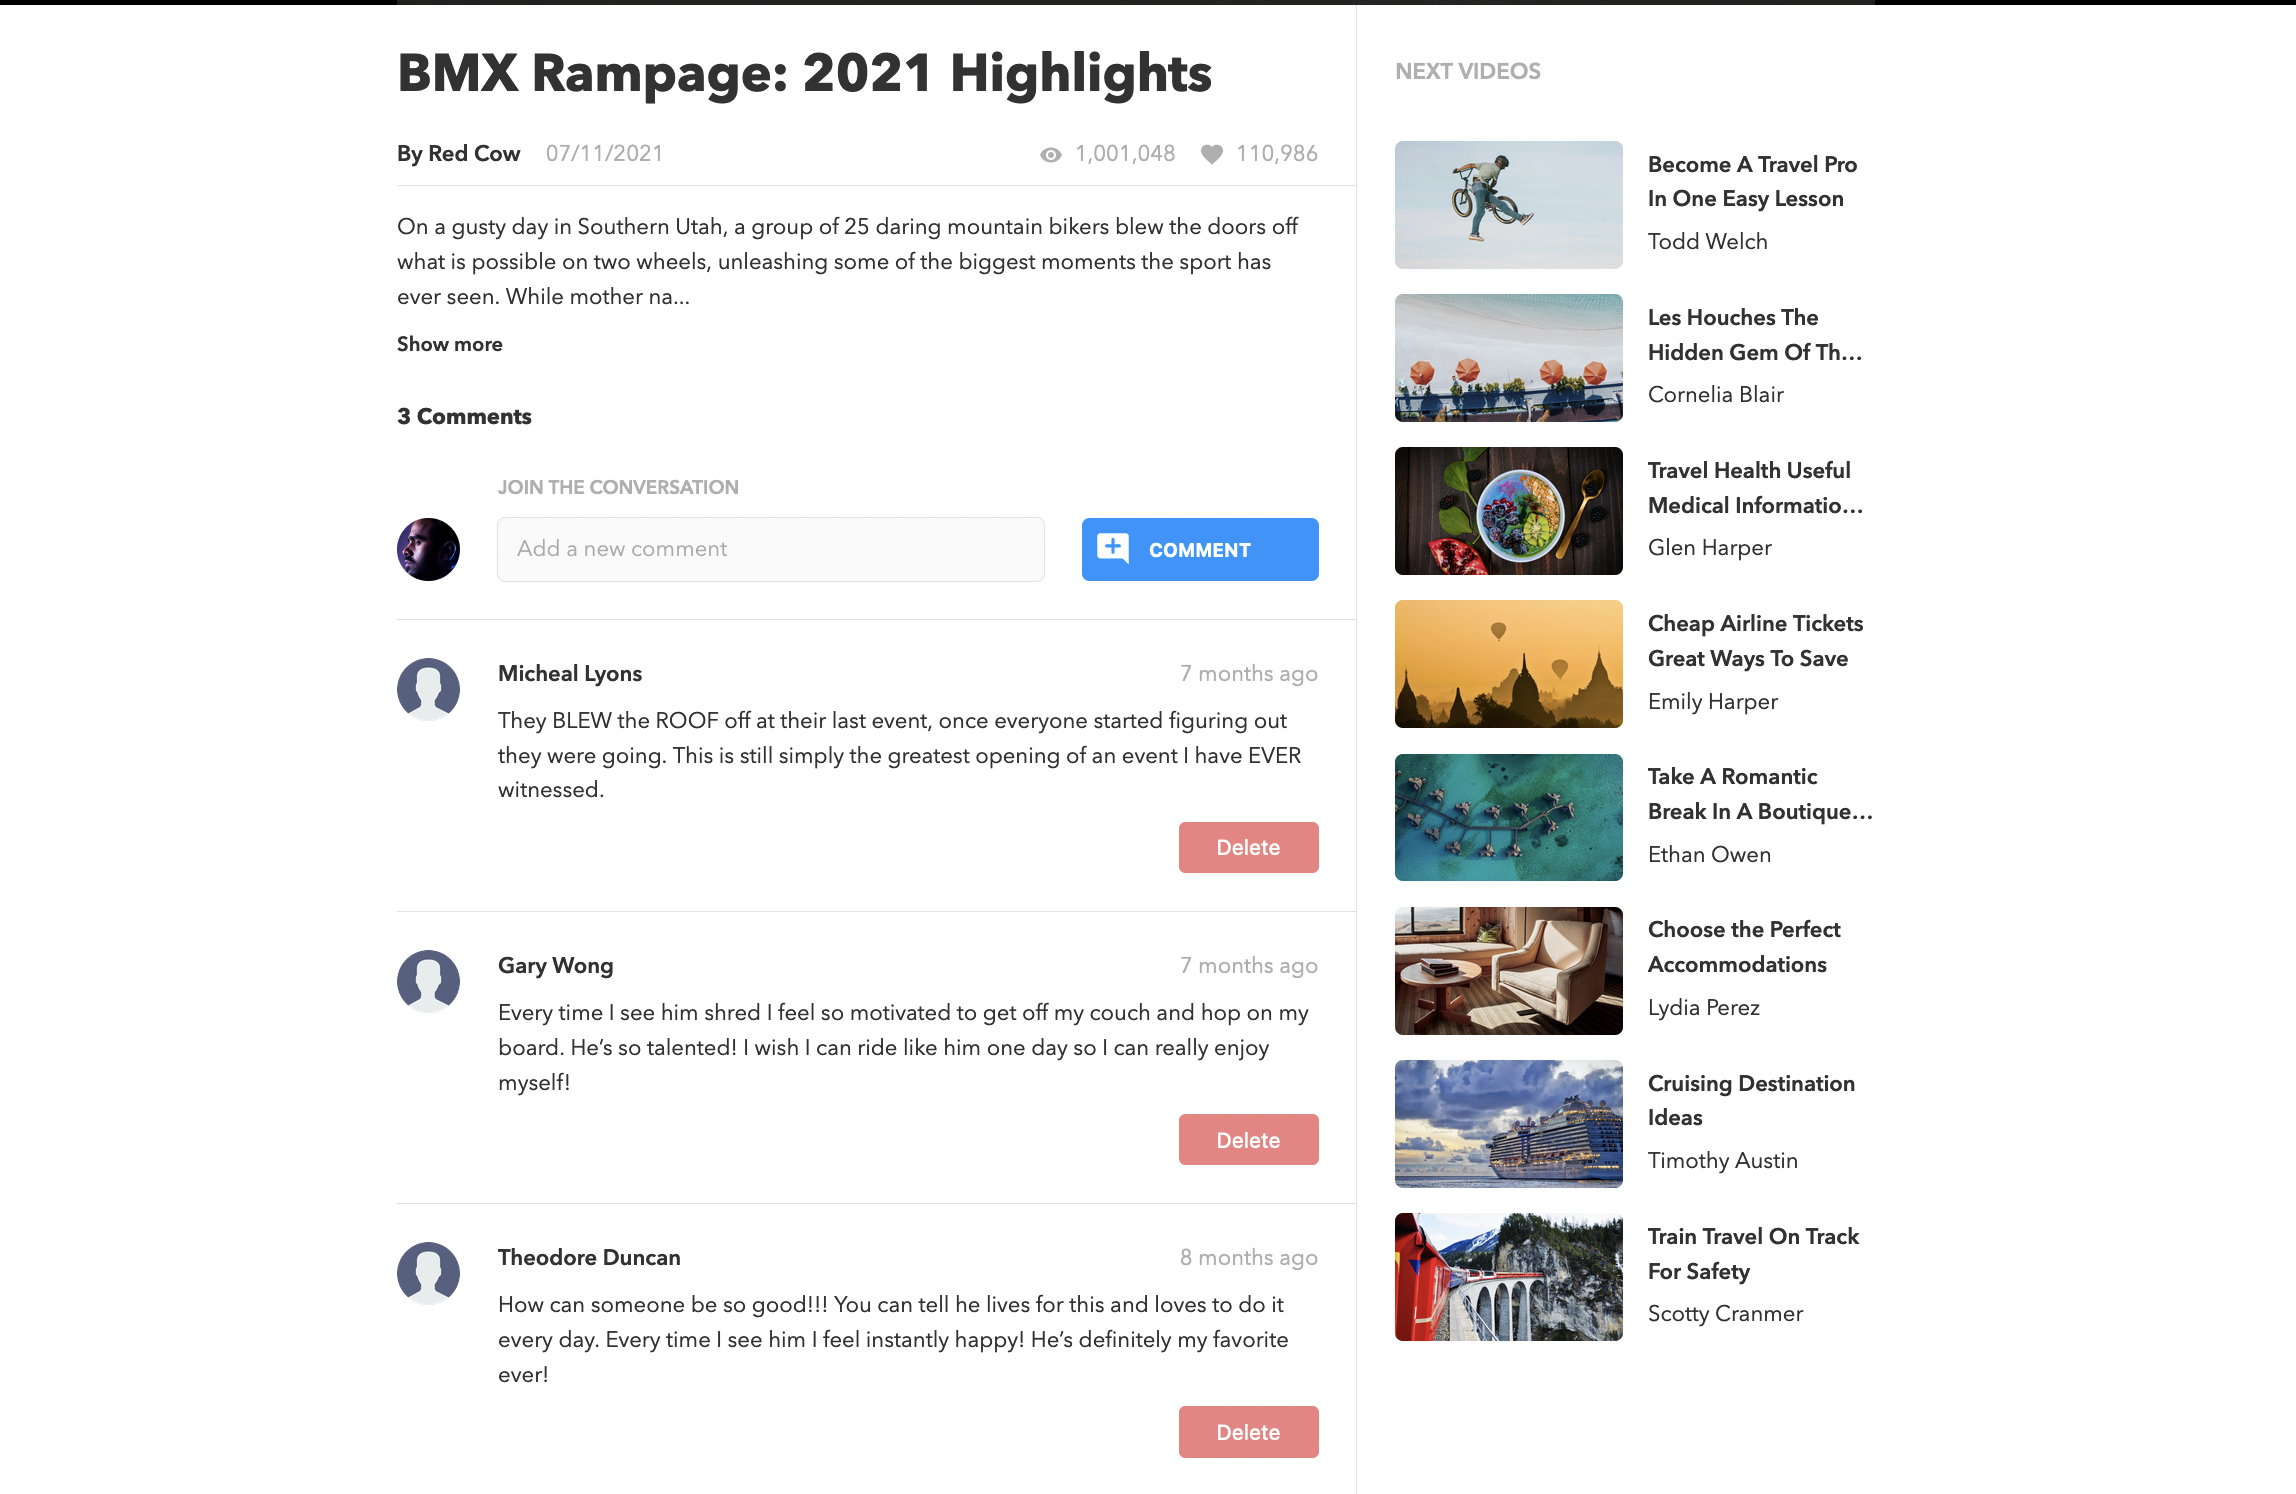 BMX Rampage: 2021 Highlights
By Red Cow 07/11/2021 1,001,048 110,986
On a gusty day in Southern Utah, a group of 25 daring mountain bikers blew the doors off
what is possible on two wheels, unleashing some of the biggest moments the sport has
ever seen. While mother na...
Show more
3 Comments
JOIN THE CONVERSATION
Add a new comment
COMMENT
Micheal Lyons 7 months ago
They BLEW the ROOF off at their last event, once everyone started figuring out
they were going. This is still simply the greatest opening of an event I have EVER
witnessed.
Delete
Gary Wong 7 months ago
Every time I see him shred I feel so motivated to get off my couch and hop on my
board. He’s so talented! I wish I can ride like him one day so I can really enjoy
myself!
Delete
Theodore Duncan 8 months ago
How can someone be so good!!! You can tell he lives for this and loves to do it
every day. Every time I see him I feel instantly happy! He’s definitely my favorite
ever!
Delete
NEXT VIDEOS
Become A Travel Pro
In One Easy Lesson
Todd Welch
Les Houches The
Hidden Gem Of Th...
Cornelia Blair
Travel Health Useful
Medical Informatio...
Glen Harper
Cheap Airline Tickets
Great Ways To Save
Emily Harper
Take A Romantic
Break In A Boutique...
Ethan Owen
Choose the Perfect
Accommodations
Lydia Perez
Cruising Destination
Ideas
Timothy Austin
Train Travel On Track
For Safety
Scotty Cranmer